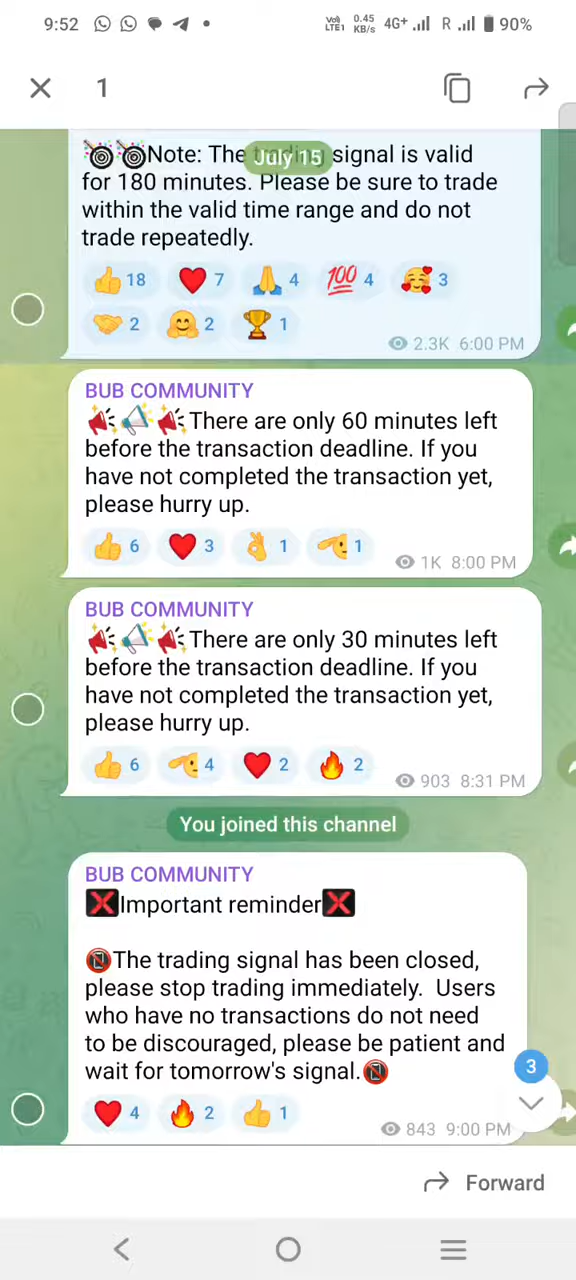 9:52
Vo)
LTE1
0.45
KB/s
4G+
R
90%
1
Note: The trading signal is valid
July 15
for 180 minutes. Please be sure to trade
within the valid time range and do not
trade repeatedly.
18
7
4
100 4
3
2
2
1
2.3K 6:00 PM
BUB COMMUNITY
There are only 60 minutes left
before the transaction deadline. If you
have not completed the transaction yet,
please hurry up.
6
3
1
1
1K 8:00 PM
BUB COMMUNITY
There are only 30 minutes left
before the transaction deadline. If you
have not completed the transaction yet,
please hurry up.
6
4
2
2
903 8:31 PM
You joined this channel
BUB COMMUNITY
Important reminder
The trading signal has been closed,
please stop trading immediately. Users
who have no transactions do not need
to be discouraged, please be patient and
wait for tomorrow's signal.
3
4
2
1
843 9:00 PM
Forward